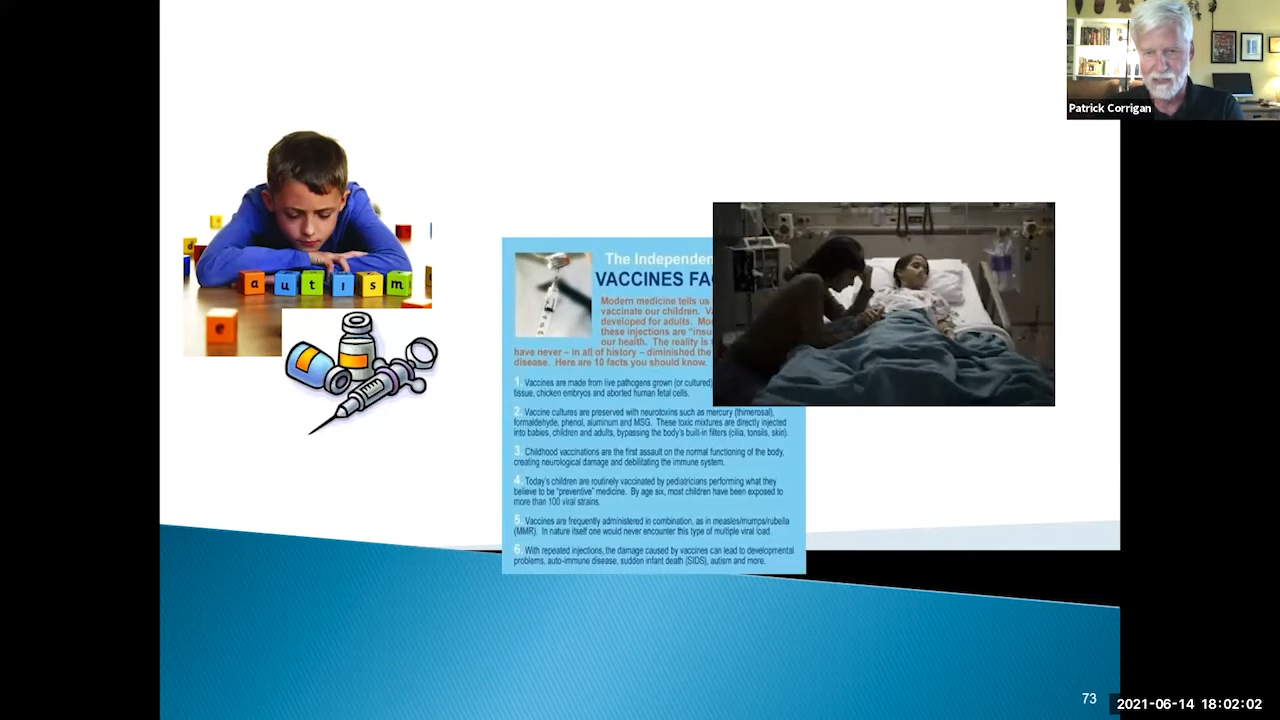 Patrick Corrigan
a u t i s m
e
The Independen
VACCINES FA
Modern medicine tells us
vaccinate our children.
developed for adults.
these injections are “insu
our health. The reality is
have never – in all of history – diminished the
disease. Here are 10 facts you should know.
1. Vaccines are made from live pathogens grown (or cultured)
tissue, chicken embryos and aborted human fetal cells.
2. Vaccine cultures are preserved with neurotoxins such as mercury (thimerosal),
formaldehyde, phenol, aluminum and MSG. These toxic mixtures are directly injected
into babies, children and adults, bypassing the body's built-in filters (cilia, tonsils, skin).
3. Childhood vaccinations are the first assault on the normal functioning of the body,
creating neurological damage and debilitating the immune system.
4. Today's children are routinely vaccinated by pediatricians performing what they
believe to be “preventive” medicine. By age six, most children have been exposed to
more than 100 viral strains.
5. Vaccines are frequently administered in combination, as in measles/mumps/rubella
(MMR). In nature itself one would never encounter this type of multiple viral load.
6. With repeated injections, the damage caused by vaccines can lead to developmental
problems, auto-immune disease, sudden infant death (SIDS), autism and more.
73
2021-06-14 18:02:02